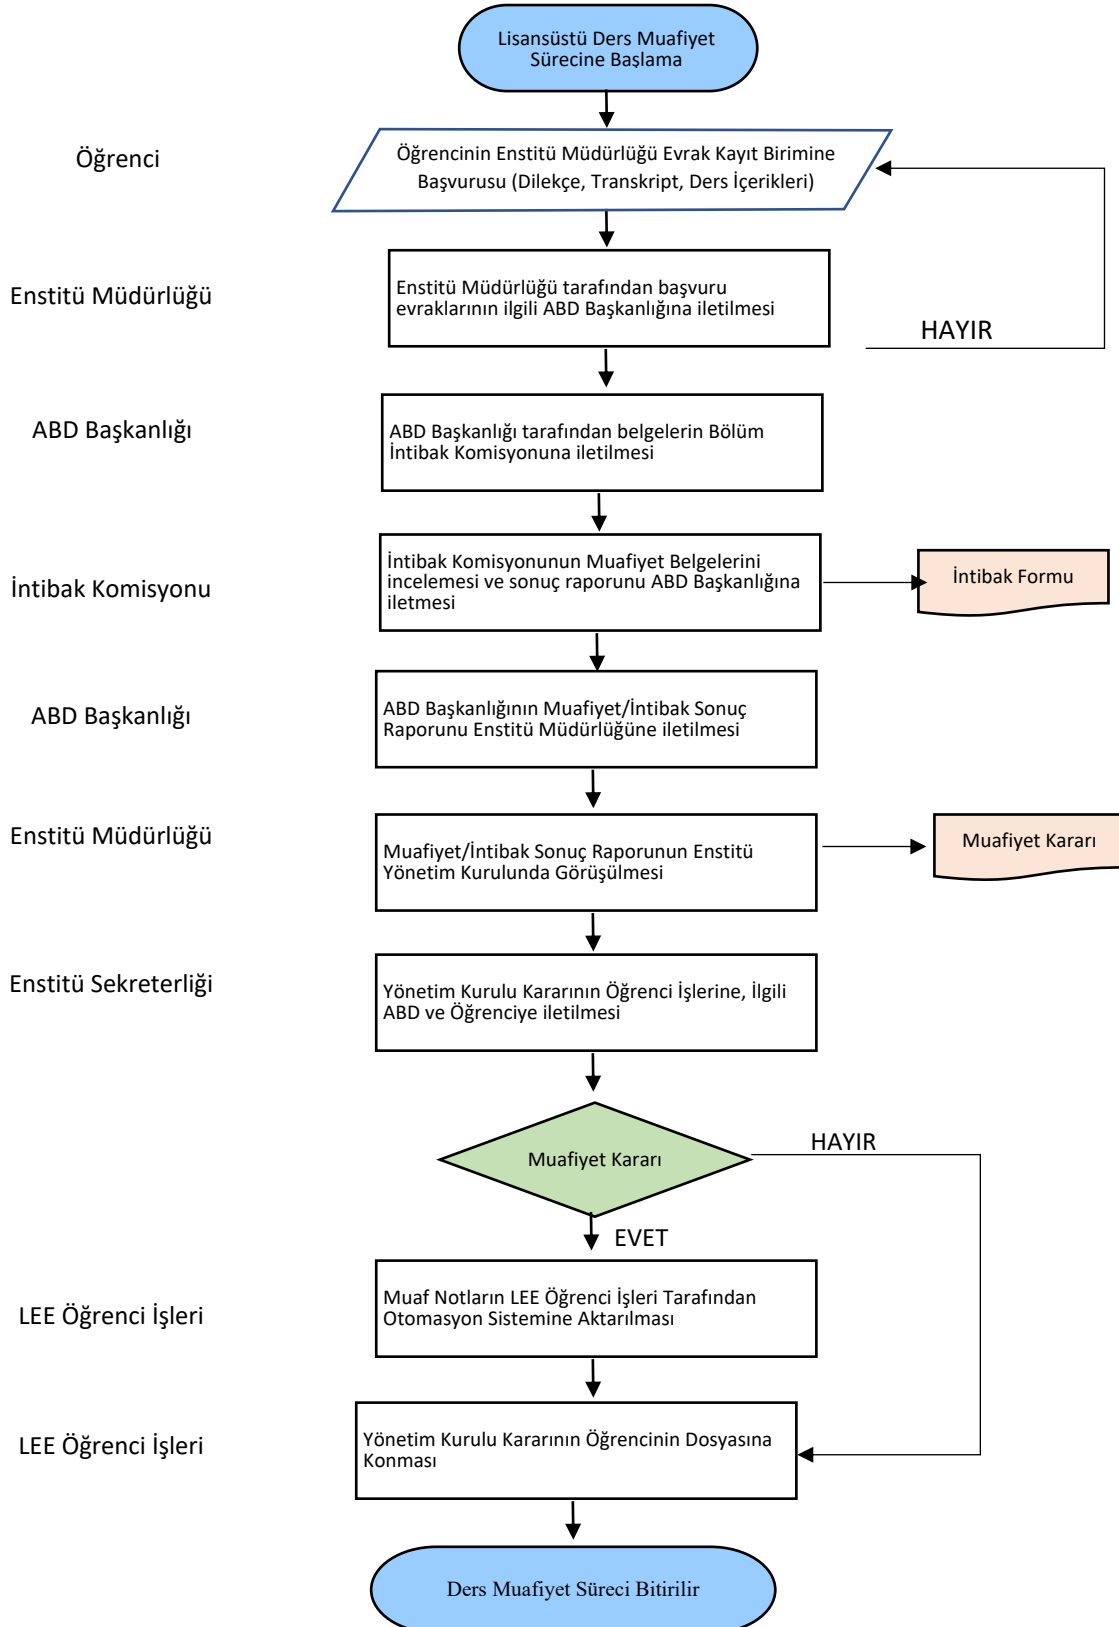 Lisansüstü Ders Muafiyet
Sürecine Başlama
Öğrenci
Öğrencinin Enstitü Müdürlüğü Evrak Kayıt Birimine
Başvurusu (Dilekçe, Transkript, Ders İçerikleri)
Enstitü Müdürlüğü
Enstitü Müdürlüğü tarafından başvuru
evraklarının ilgili ABD Başkanlığına iletilmesi
HAYIR
ABD Başkanlığı
ABD Başkanlığı tarafından belgelerin Bölüm
İntibak Komisyonuna iletilmesi
İntibak Komisyonu
İntibak Komisyonunun Muafiyet Belgelerini
incelemesi ve sonuç raporunu ABD Başkanlığına
iletmesi
İntibak Formu
ABD Başkanlığı
ABD Başkanlığının Muafiyet/İntibak Sonuç
Raporunu Enstitü Müdürlüğüne iletilmesi
Enstitü Müdürlüğü
Muafiyet/İntibak Sonuç Raporunun Enstitü
Yönetim Kurulunda Görüşülmesi
Muafiyet Kararı
Enstitü Sekreterliği
Yönetim Kurulu Kararının Öğrenci İşlerine, İlgili
ABD ve Öğrenciye iletilmesi
Muafiyet Kararı
HAYIR
EVET
LEE Öğrenci İşleri
Muaf Notların LEE Öğrenci İşleri Tarafından
Otomasyon Sistemine Aktarılması
LEE Öğrenci İşleri
Yönetim Kurulu Kararının Öğrencinin Dosyasına
Konması
Ders Muafiyet Süreci Bitirilir